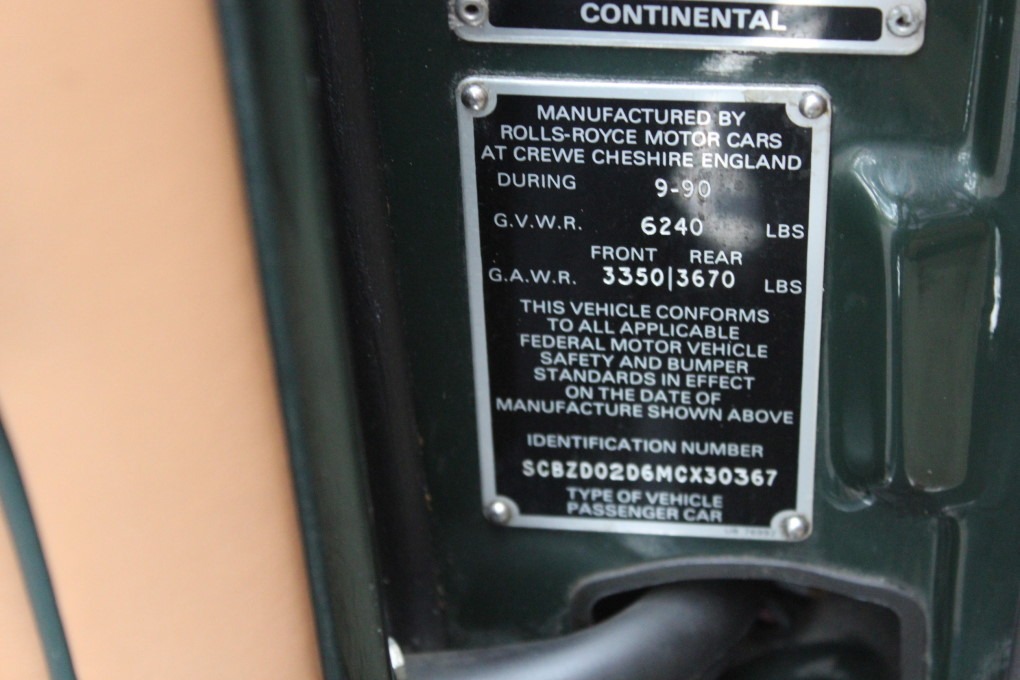 CONTINENTAL
MANUFACTURED BY
ROLLS-ROYCE MOTOR CARS
AT CREWE CHESHIRE ENGLAND
DURING 9-90
G.V.W.R. 6240 LBS
FRONT REAR
G.A.W.R. 3350|3670 LBS
THIS VEHICLE CONFORMS
TO ALL APPLICABLE
FEDERAL MOTOR VEHICLE
SAFETY AND BUMPER
STANDARDS IN EFFECT
ON THE DATE OF
MANUFACTURE SHOWN ABOVE
IDENTIFICATION NUMBER
SCBZD02D6MCX30367
TYPE OF VEHICLE
PASSENGER CAR